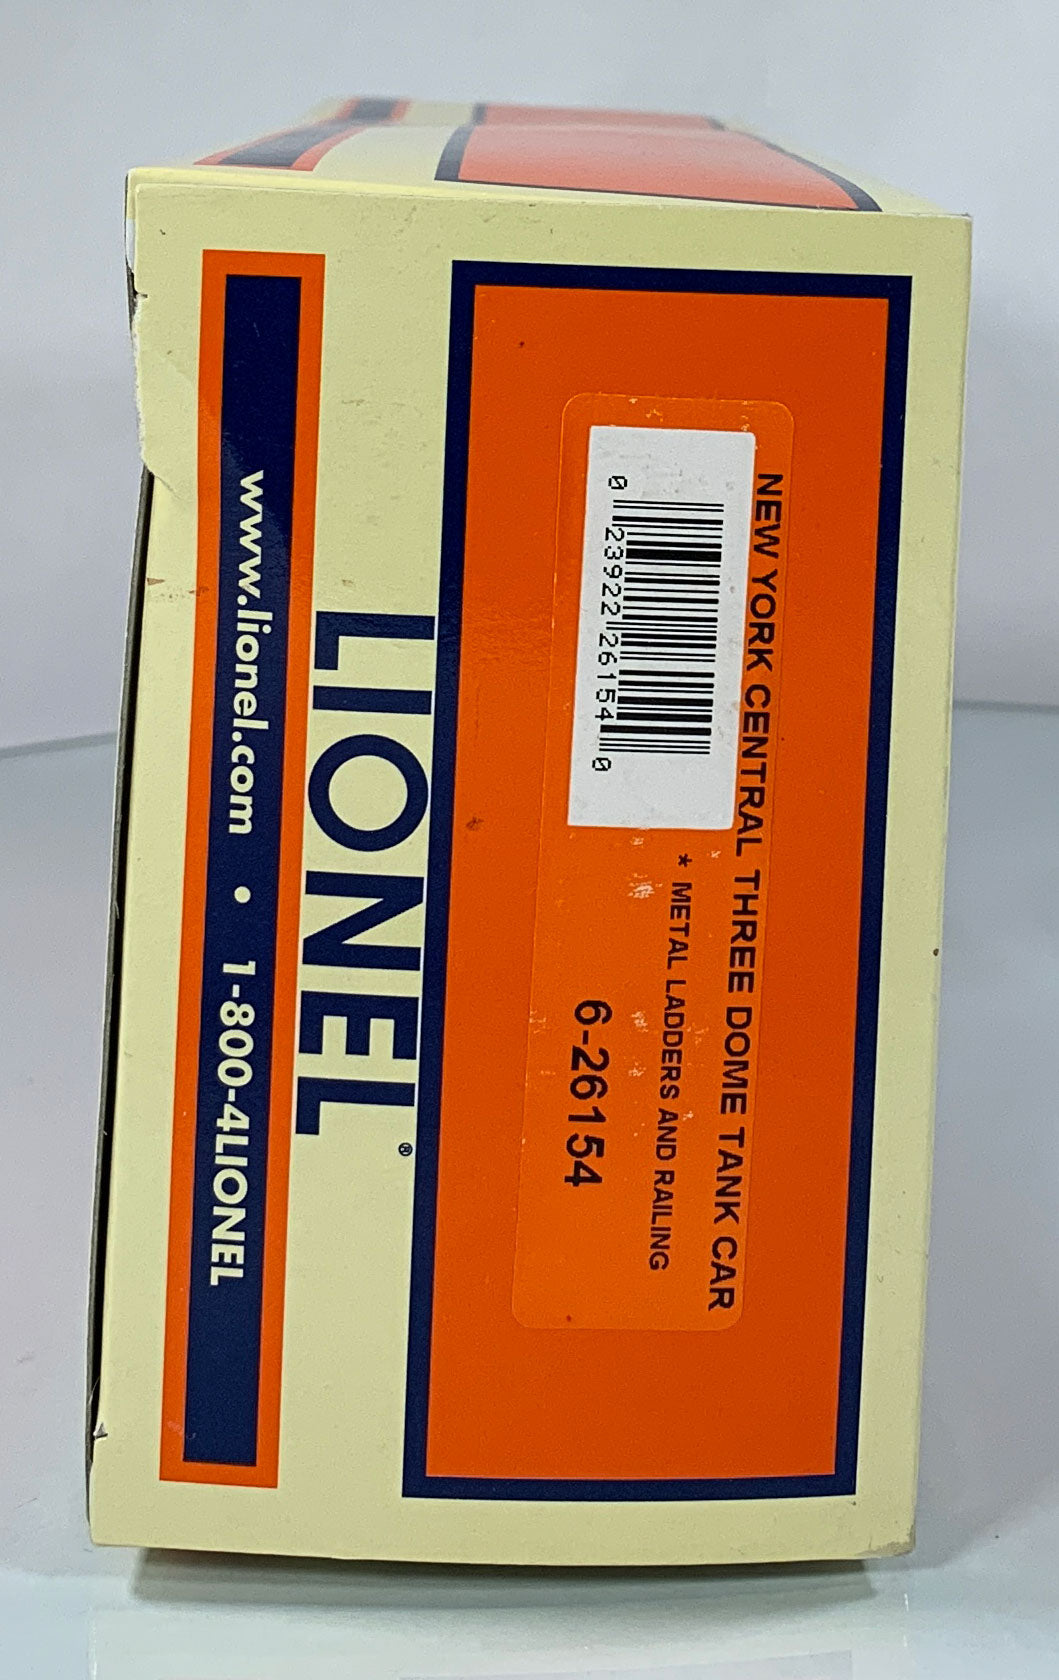 NEW YORK CENTRAL THREE DOME TANK CAR
* METAL LADDERS AND RAILING
0 23922 26154 0
6-26154
LIONEL®
www.lionel.com • 1-800-4LIONEL